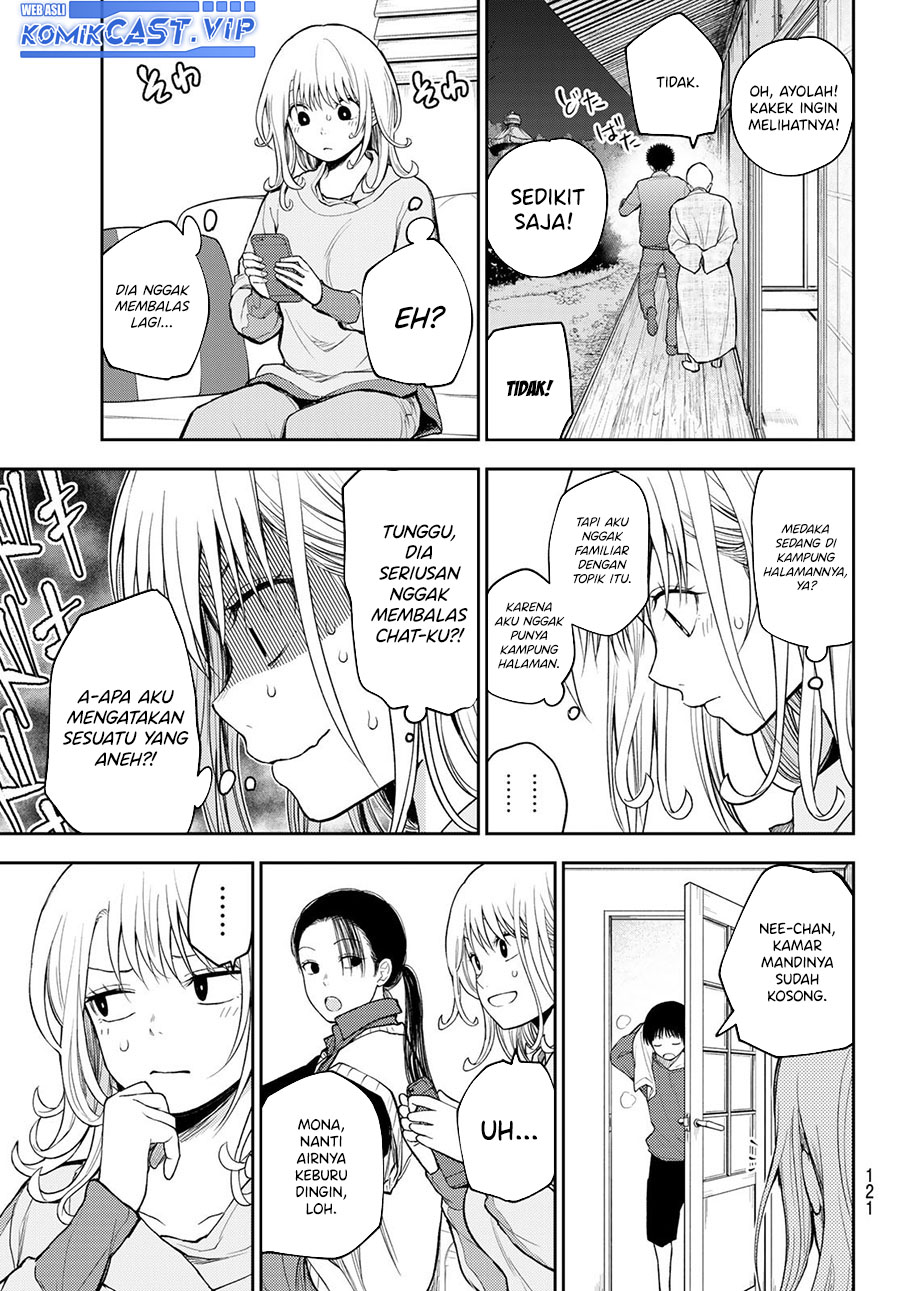 WEB ASLI
KOMIKCAST.VIP
OH, AYOLAH!
KAKEK INGIN
MELIHATNYA!
TIDAK.
どたばた
SEDIKIT
SAJA!
TIDAK!
そわ
そわ
EH?
DIA NGGAK
MEMBALAS
LAGI...
MEDAKA
SEDANG DI
KAMPUNG
HALAMANNYA,
YA?
TAPI AKU
NGGAK
FAMILIAR
DENGAN
TOPIK ITU.
KARENA
AKU NGGAK
PUNYA
KAMPUNG
HALAMAN.
......
TUNGGU,
DIA
SERIUSAN
NGGAK
MEMBALAS
CHAT-KU?!
A-APA AKU
MENGATAKAN
SESUATU YANG
ANEH?!
NEE-CHAN,
KAMAR
MANDINYA
SUDAH
KOSONG.
UH...
MONA,
NANTI
AIRNYA
KEBURU
DINGIN,
LOH.
......
121